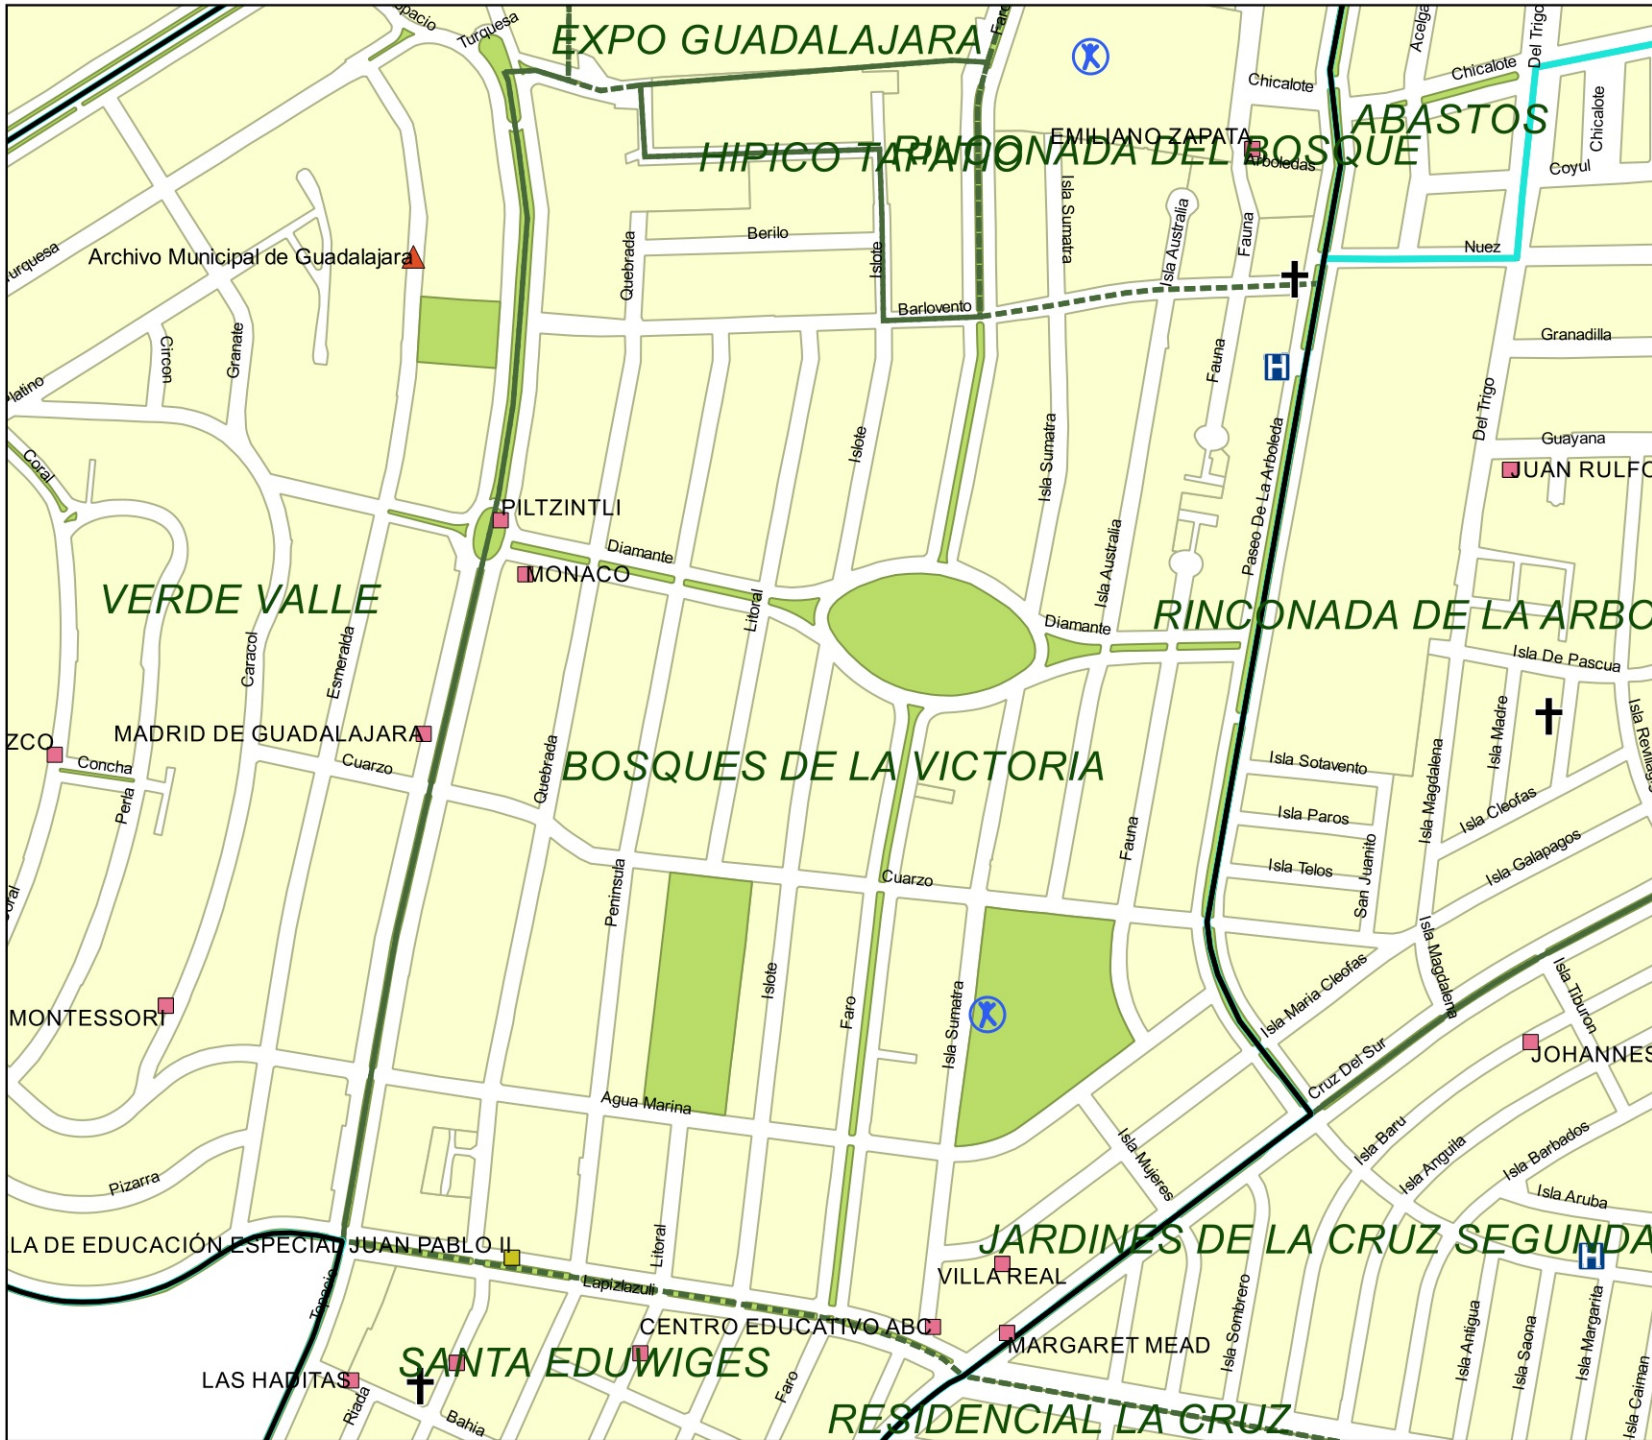 Topacio
Turquesa
EXPO GUADALAJARA
Faro
Acelga
Del Trigo
Chicalote
Chicalote
Chicalote
ABASTOS
EMILIANO ZAPATA
HIPICO TAPATIO
RINCONADA DEL BOSQUE
Arboledas
Coyul
Isla Sumatra
Isla Australia
Fauna
Berilo
Quebrada
Islote
Nuez
Turquesa
Archivo Municipal de Guadalajara
Barlovento
Granadilla
Circon
Granate
Platino
Fauna
Del Trigo
Guayana
JUAN RULFO
Coral
Islote
Isla Sumatra
Paseo De La Arboleda
PILTZINTLI
Diamante
MONACO
Isla Australia
VERDE VALLE
Litoral
Diamante
RINCONADA DE LA ARBO
Caracol
Esmeralda
Isla De Pascua
Isla Madre
MADRID DE GUADALAJARA
ZCO
Concha
Perla
Cuarzo
Quebrada
BOSQUES DE LA VICTORIA
Isla Sotavento
Isla Magdalena
Isla Paros
Isla Cleofas
Fauna
Isla Galapagos
Isla Telos
San Juanito
Cuarzo
Peninsula
Islote
Faro
Isla Sumatra
Isla Magdalena
Isla Maria Cleofas
Isla Tiburon
MONTESSORI
Cruz Del Sur
JOHANNES
Agua Marina
Isla Mujeres
Isla Baru
Isla Anguila
Isla Barbados
Pizarra
Isla Aruba
LA DE EDUCACIÓN ESPECIAL JUAN PABLO II
Litoral
JARDINES DE LA CRUZ SEGUNDA
VILLA REAL
Topacio
Lapizlazuli
CENTRO EDUCATIVO ABC
MARGARET MEAD
Isla Sombrero
Isla Antigua
Isla Saona
Isla Margarita
Isla Caiman
SANTA EDUWIGES
LAS HADITAS
Riada
Bahia
Faro
RESIDENCIAL LA CRUZ